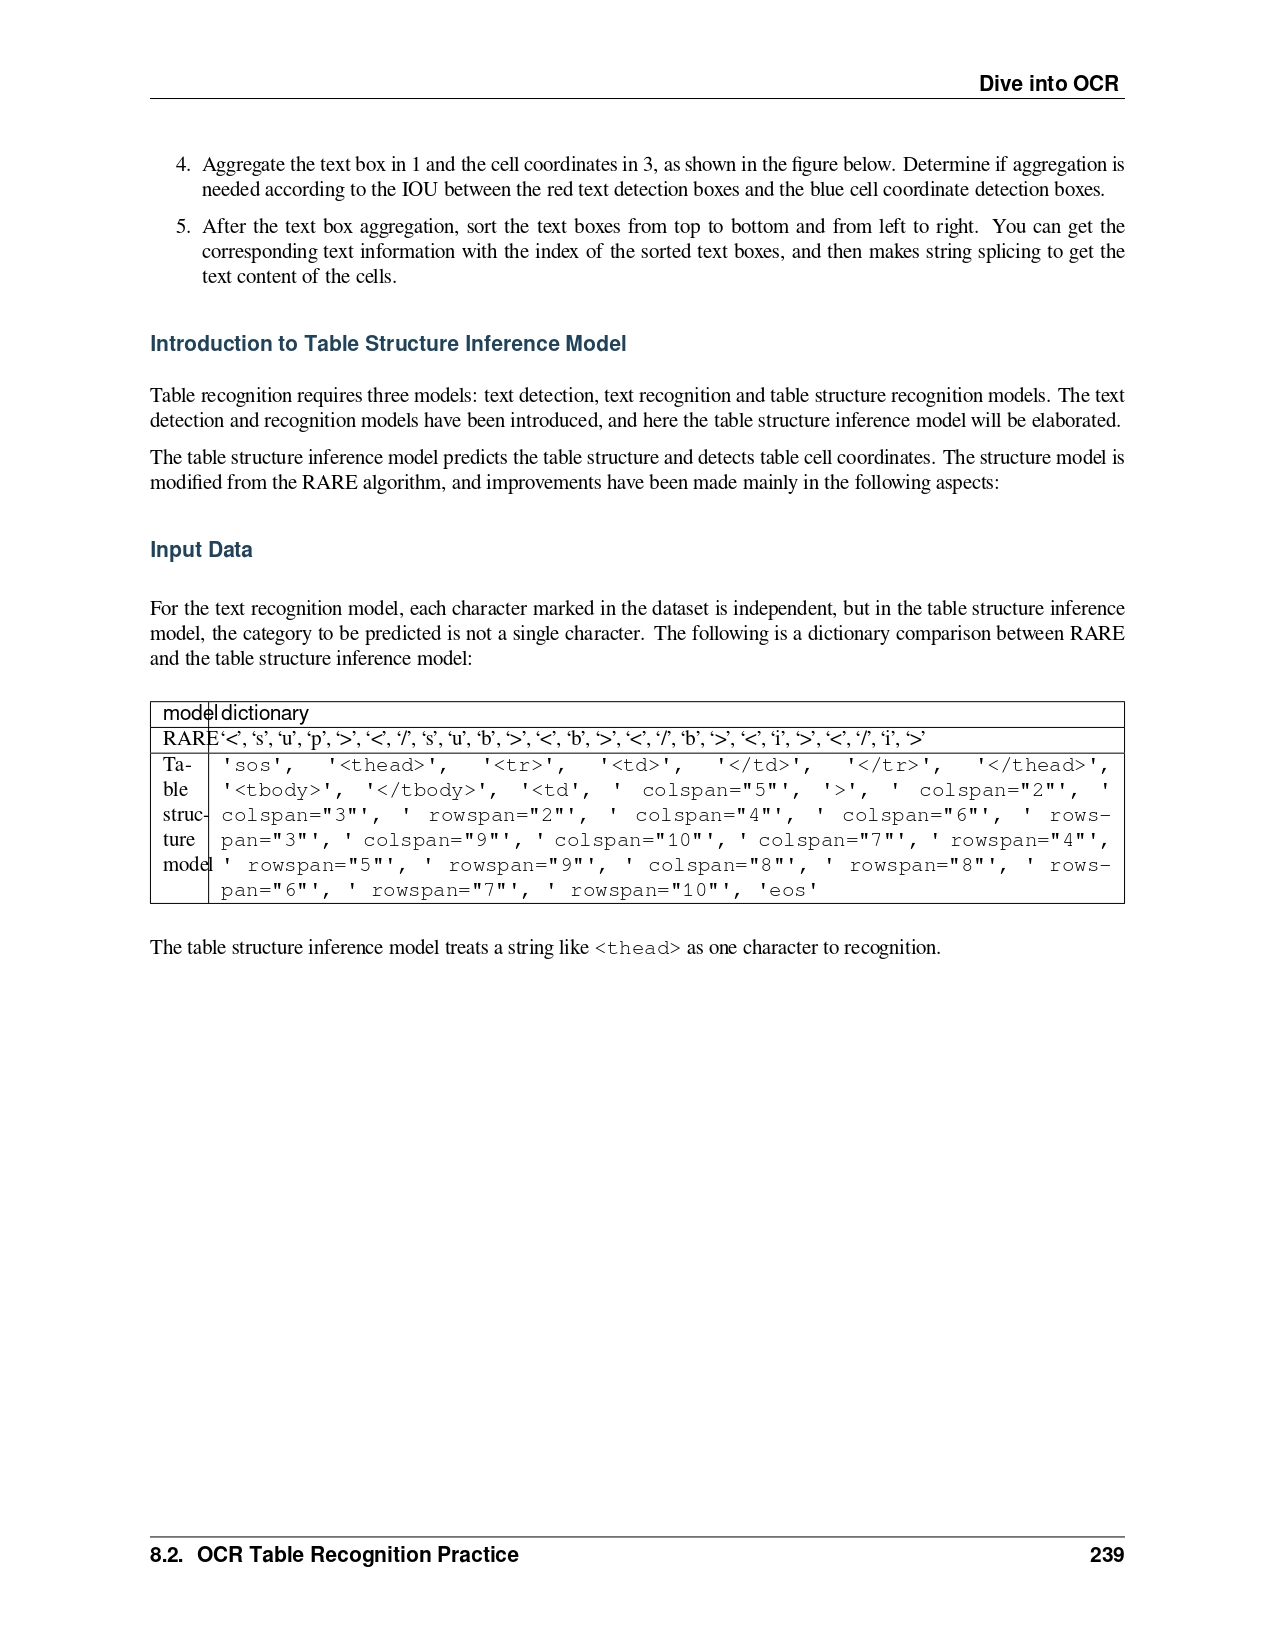 Dive into OCR
4. Aggregate the text box in 1 and the cell coordinates in 3, as shown in the figure below. Determine if aggregation is
needed according to the IOU between the red text detection boxes and the blue cell coordinate detection boxes.
5. After the text box aggregation, sort the text boxes from top to bottom and from left to right. You can get the
corresponding text information with the index of the sorted text boxes, and then makes string splicing to get the
text content of the cells.
Introduction to Table Structure Inference Model
Table recognition requires three models: text detection, text recognition and table structure recognition models. The text
detection and recognition models have been introduced, and here the table structure inference model will be elaborated.
The table structure inference model predicts the table structure and detects table cell coordinates. The structure model is
modified from the RARE algorithm, and improvements have been made mainly in the following aspects:
Input Data
For the text recognition model, each character marked in the dataset is independent, but in the table structure inference
model, the category to be predicted is not a single character. The following is a dictionary comparison between RARE
and the table structure inference model:
model dictionary
RARE ‘<’, ‘s’, ‘u’, ‘p’, ‘>’, ‘<’, ‘/’, ‘s’, ‘u’, ‘b’, ‘>’, ‘<’, ‘b’, ‘>’, ‘<’, ‘/’, ‘b’, ‘>’, ‘<’, ‘i’, ‘>’, ‘<’, ‘/’, ‘i’, ‘>’
Ta- 'sos', '<thead>', '<tr>', '<td>', '</td>', '</tr>', '</thead>',
ble '<tbody>', '</tbody>', '<td', ' colspan="5"', '>', ' colspan="2"', '
struc- colspan="3"', ' rowspan="2"', ' colspan="4"', ' colspan="6"', ' rows-
ture pan="3"', ' colspan="9"', ' colspan="10"', ' colspan="7"', ' rowspan="4"',
model ' rowspan="5"', ' rowspan="9"', ' colspan="8"', ' rowspan="8"', ' rows-
pan="6"', ' rowspan="7"', ' rowspan="10"', 'eos'
The table structure inference model treats a string like <thead> as one character to recognition.
8.2. OCR Table Recognition Practice 239